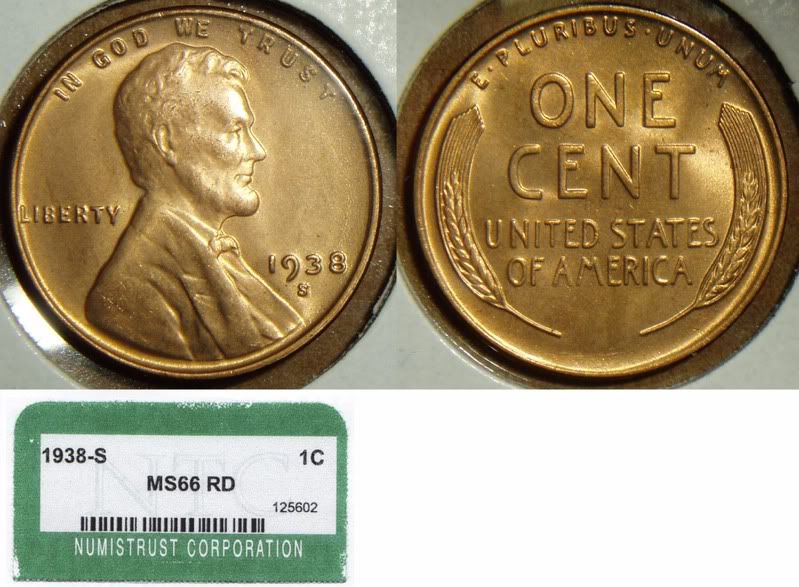 IN GOD WE TRUST
LIBERTY
1938
S
E · PLURIBUS · UNUM
ONE
CENT
UNITED STATES
OF AMERICA
1938-S 1C
NTC
MS66 RD
125602
NUMISTRUST CORPORATION